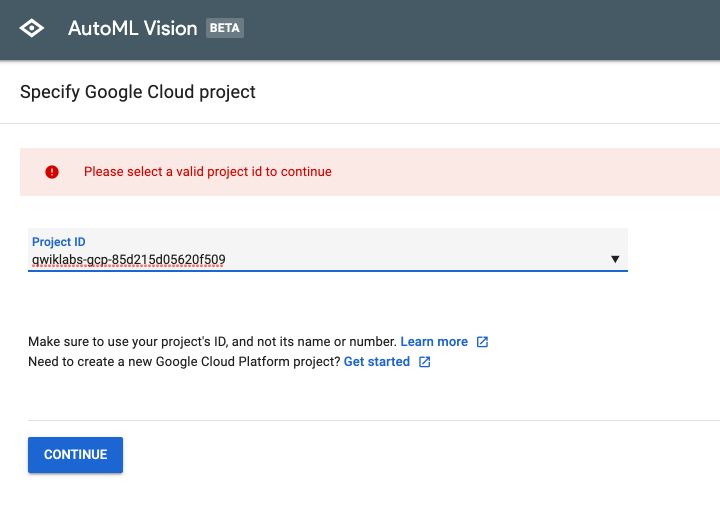 AutoML Vision BETA
Specify Google Cloud project
Please select a valid project id to continue
Project ID
qwiklabs-gcp-85d215d05620f509
Make sure to use your project's ID, and not its name or number. Learn more
Need to create a new Google Cloud Platform project? Get started
CONTINUE